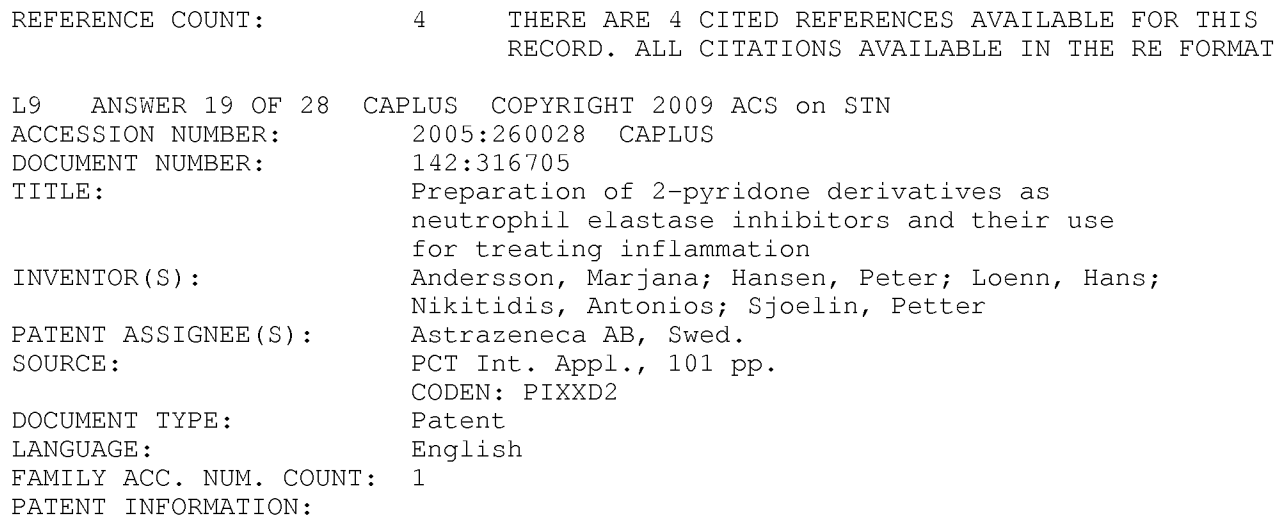 REFERENCE COUNT: 4 THERE ARE 4 CITED REFERENCES AVAILABLE FOR THIS
RECORD. ALL CITATIONS AVAILABLE IN THE RE FORMAT
L9 ANSWER 19 OF 28 CAPLUS COPYRIGHT 2009 ACS on STN
ACCESSION NUMBER: 2005:260028 CAPLUS
DOCUMENT NUMBER: 142:316705
TITLE: Preparation of 2-pyridone derivatives as
neutrophil elastase inhibitors and their use
for treating inflammation
INVENTOR(S): Andersson, Marjana; Hansen, Peter; Loenn, Hans;
Nikitidis, Antonios; Sjoelin, Petter
PATENT ASSIGNEE(S): Astrazeneca AB, Swed.
SOURCE: PCT Int. Appl., 101 pp.
CODEN: PIXXD2
DOCUMENT TYPE: Patent
LANGUAGE: English
FAMILY ACC. NUM. COUNT: 1
PATENT INFORMATION: